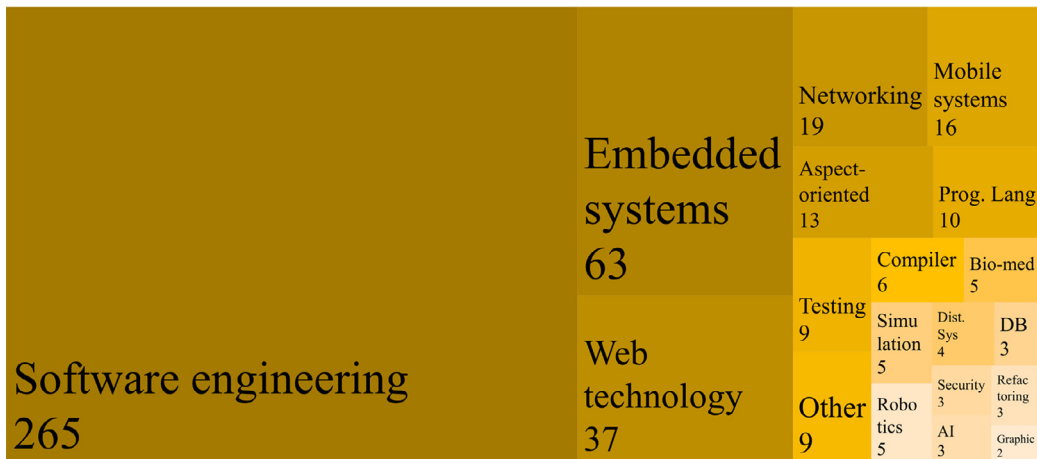 Software engineering
265
Embedded
systems
63
Web
technology
37
Networking
19
Mobile
systems
16
Aspect-
oriented
13
Prog. Lang
10
Testing
9
Other
9
Compiler
6
Bio-med
5
Simu
lation
5
Dist.
Sys
4
DB
3
Robo
tics
5
Security
3
Refac
toring
3
AI
3
Graphic
2